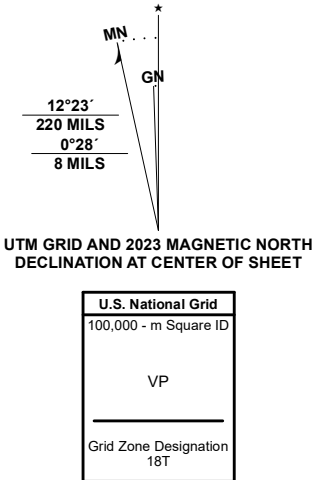 ★
MN
GN
12°23´
220 MILS
0°28´
8 MILS
UTM GRID AND 2023 MAGNETIC NORTH
DECLINATION AT CENTER OF SHEET
U.S. National Grid
100,000 - m Square ID
VP
Grid Zone Designation
18T